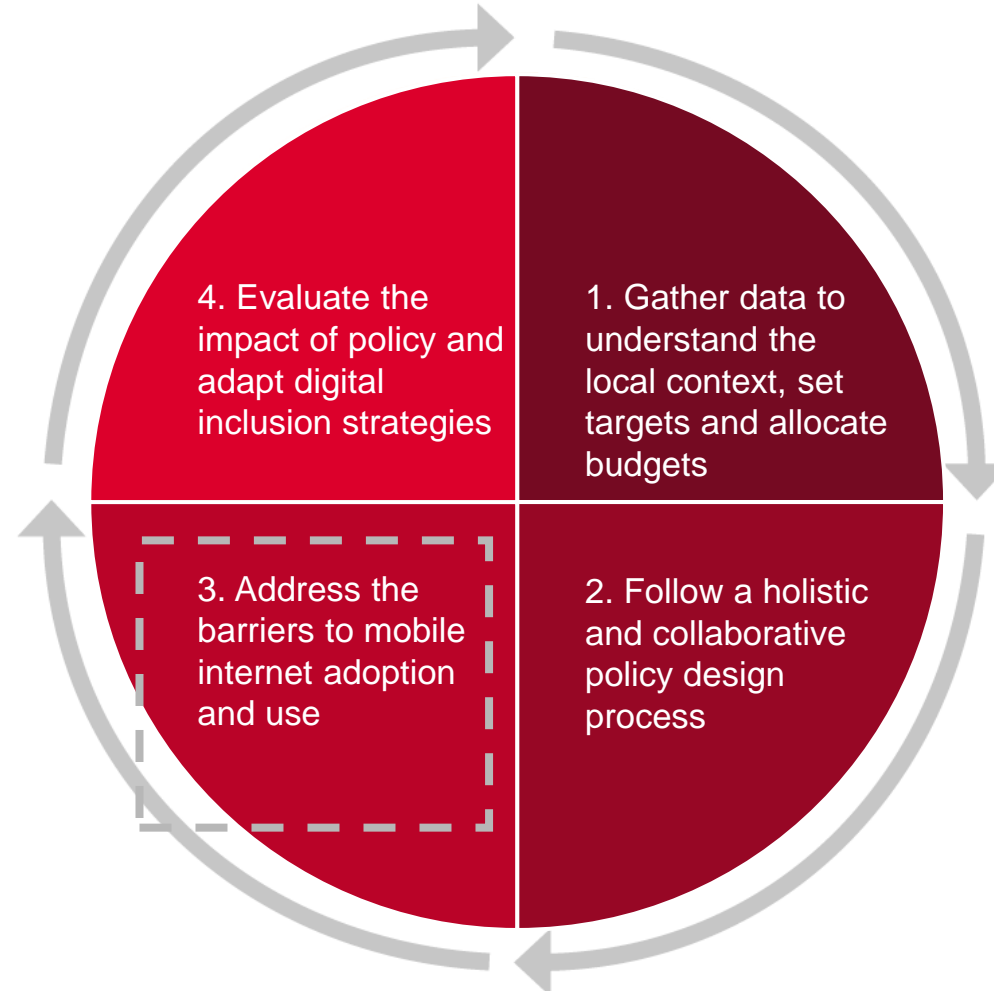 1. Gather data to
understand the
local context, set
targets and allocate
budgets
2. Follow a holistic
and collaborative
policy design
process
3. Address the
barriers to mobile
internet adoption
and use
4. Evaluate the
impact of policy and
adapt digital
inclusion strategies